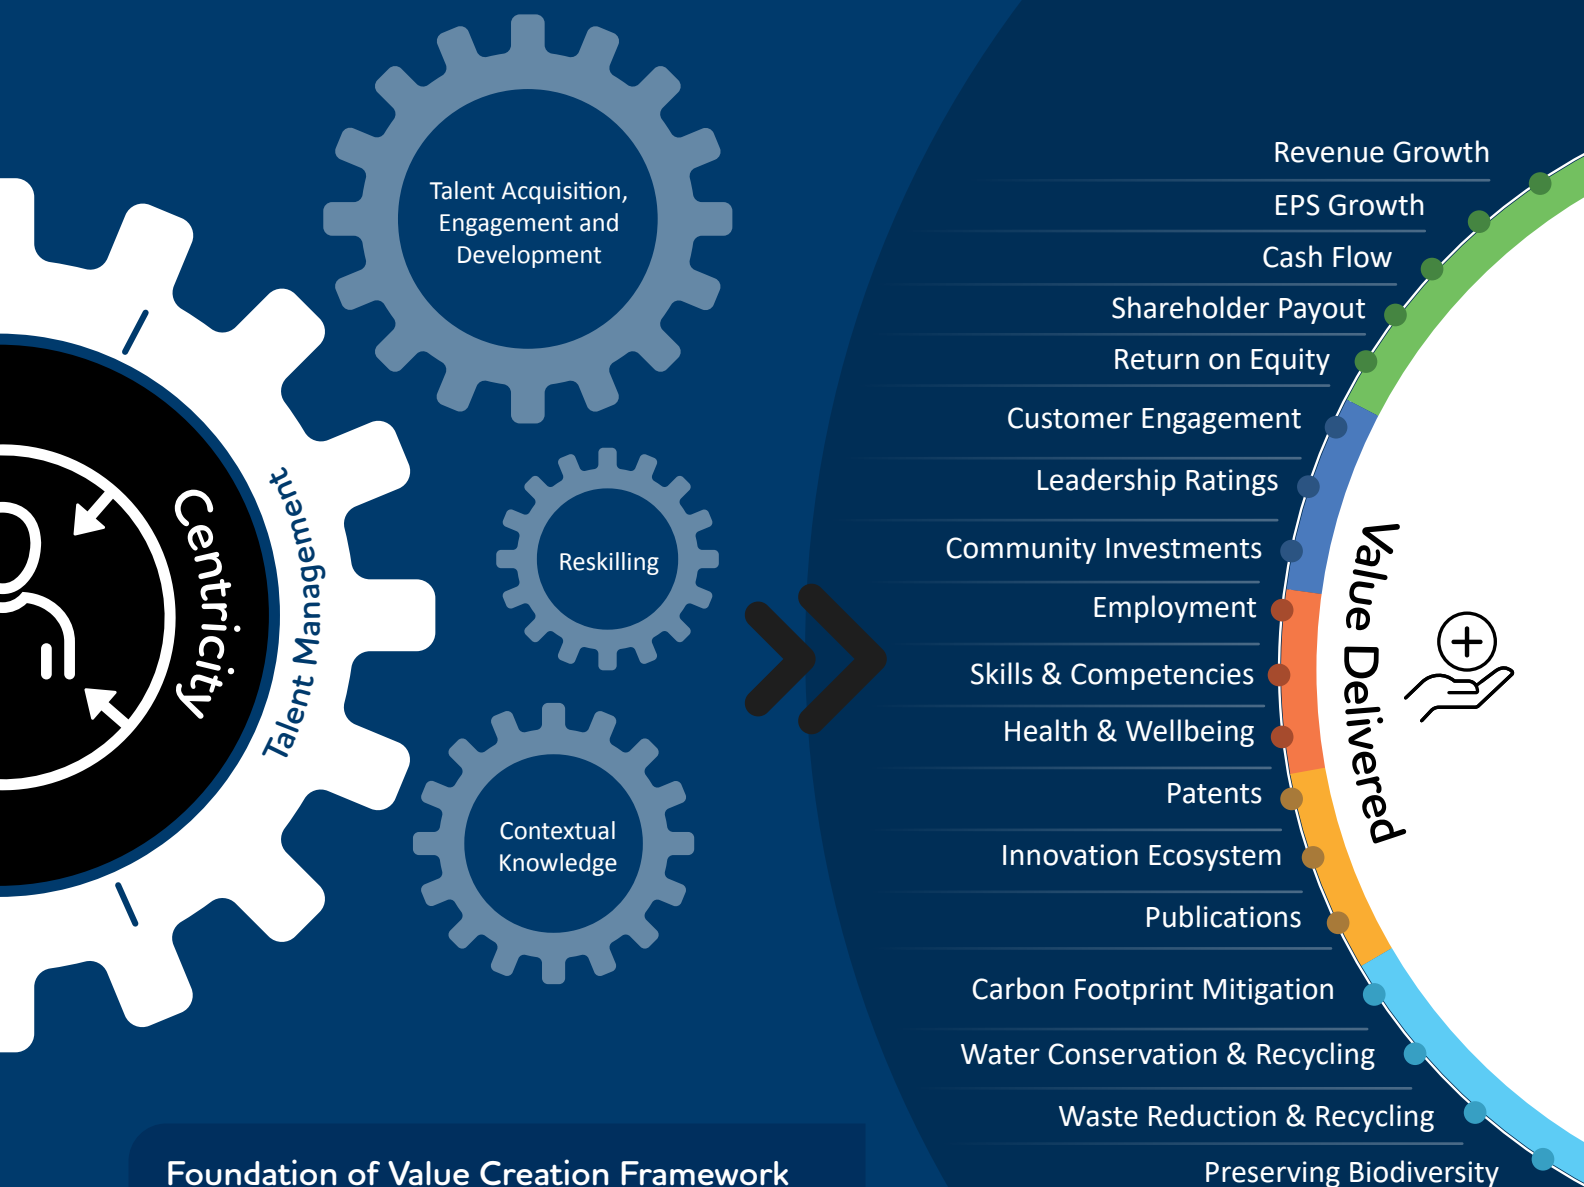 Centricity
Talent Management
Talent Acquisition,
Engagement and
Development
Reskilling
Contextual
Knowledge
Revenue Growth
EPS Growth
Cash Flow
Shareholder Payout
Return on Equity
Customer Engagement
Leadership Ratings
Community Investments
Employment
Skills & Competencies
Health & Wellbeing
Patents
Innovation Ecosystem
Publications
Carbon Footprint Mitigation
Water Conservation & Recycling
Waste Reduction & Recycling
Preserving Biodiversity
Value Delivered
Foundation of Value Creation Framework